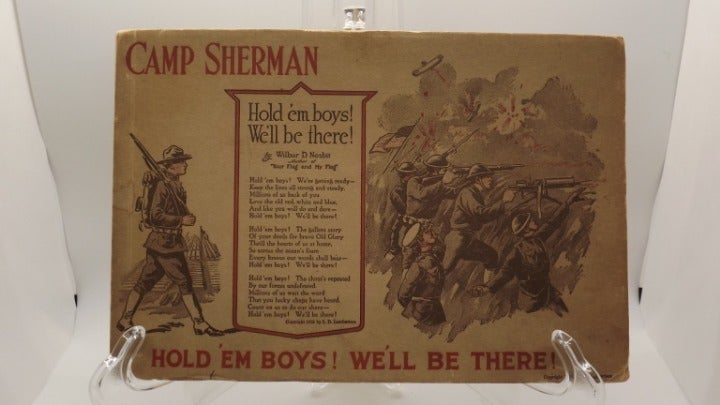 CAMP SHERMAN
Hold 'em boys!
We'll be there!
By Wilbur D. Nesbit
Author of
"Your Flag and My Flag"
Hold 'em boys! We're getting ready—
Keep the lines all strong and steady,
Millions of us back of you
Love the old red, white and blue,
And like you will do and dare—
Hold 'em boys! We'll be there!
Hold 'em boys! The gallant story
Of your deeds for brave Old Glory
Thrill the hearts of us at home,
So across the ocean's foam
Every breeze our words shall bear—
Hold 'em boys! We'll be there!
Hold 'em boys! The threat's repeated
By our forces undefeated
Millions of us wait the word
That you lucky chaps have heard.
Count on us to do our share—
Hold 'em boys! We'll be there!
Copyright 1918 by
HOLD 'EM BOYS! WE'LL BE THERE!
Copyright